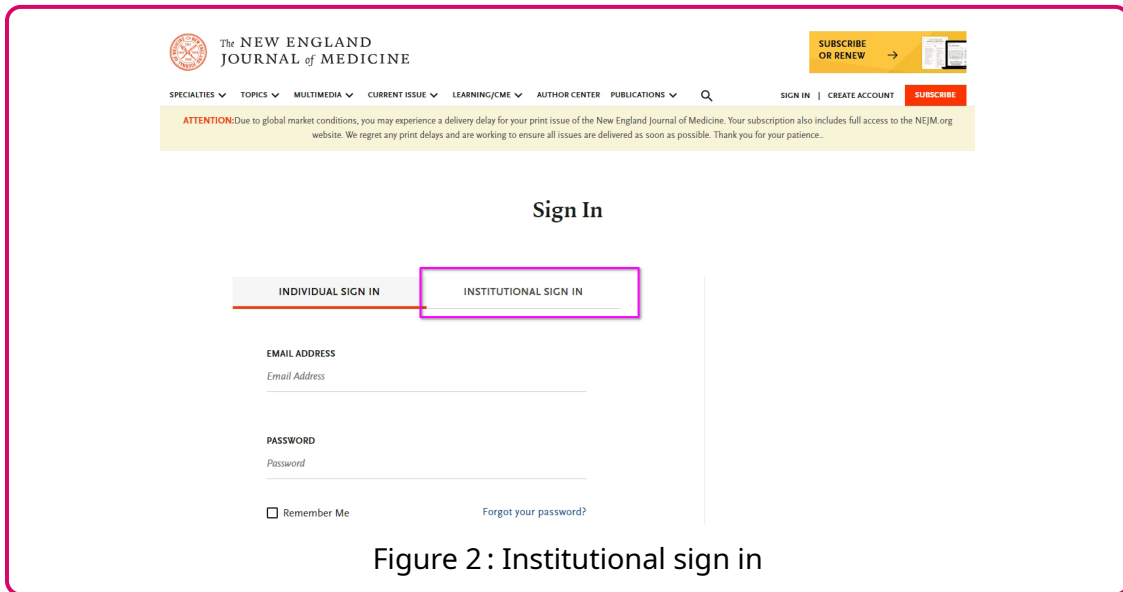 The NEW ENGLAND
JOURNAL of MEDICINE
SUBSCRIBE
OR RENEW
SPECIALTIES TOPICS MULTIMEDIA CURRENT ISSUE LEARNING/CME AUTHOR CENTER PUBLICATIONS SIGN IN | CREATE ACCOUNT SUBSCRIBE
ATTENTION:Due to global market conditions, you may experience a delivery delay for your print issue of the New England Journal of Medicine. Your subscription also includes full access to the NEJM.org
website. We regret any print delays and are working to ensure all issues are delivered as soon as possible. Thank you for your patience..
Sign In
INDIVIDUAL SIGN IN INSTITUTIONAL SIGN IN
EMAIL ADDRESS
Email Address
PASSWORD
Password
Remember Me Forgot your password?
Figure 2 : Institutional sign in